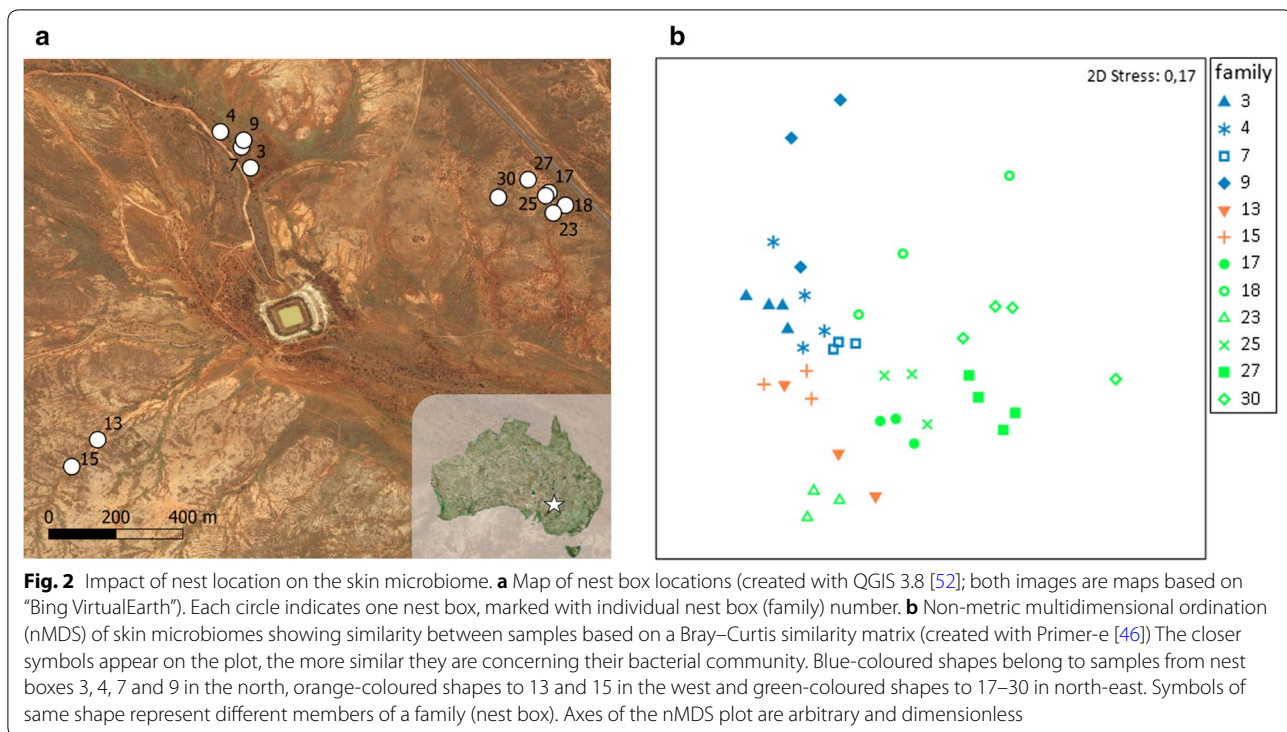 a
b
4
9
7
3
27
17
30
25
18
23
13
15
0 200 400 m
2D Stress: 0,17
family
3
4
7
9
13
15
17
18
23
25
27
30
Fig. 2 Impact of nest location on the skin microbiome. a Map of nest box locations (created with QGIS 3.8 [52]; both images are maps based on
“Bing VirtualEarth”). Each circle indicates one nest box, marked with individual nest box (family) number. b Non-metric multidimensional ordination
(nMDS) of skin microbiomes showing similarity between samples based on a Bray–Curtis similarity matrix (created with Primer-e [46]) The closer
symbols appear on the plot, the more similar they are concerning their bacterial community. Blue-coloured shapes belong to samples from nest
boxes 3, 4, 7 and 9 in the north, orange-coloured shapes to 13 and 15 in the west and green-coloured shapes to 17–30 in north-east. Symbols of
same shape represent different members of a family (nest box). Axes of the nMDS plot are arbitrary and dimensionless